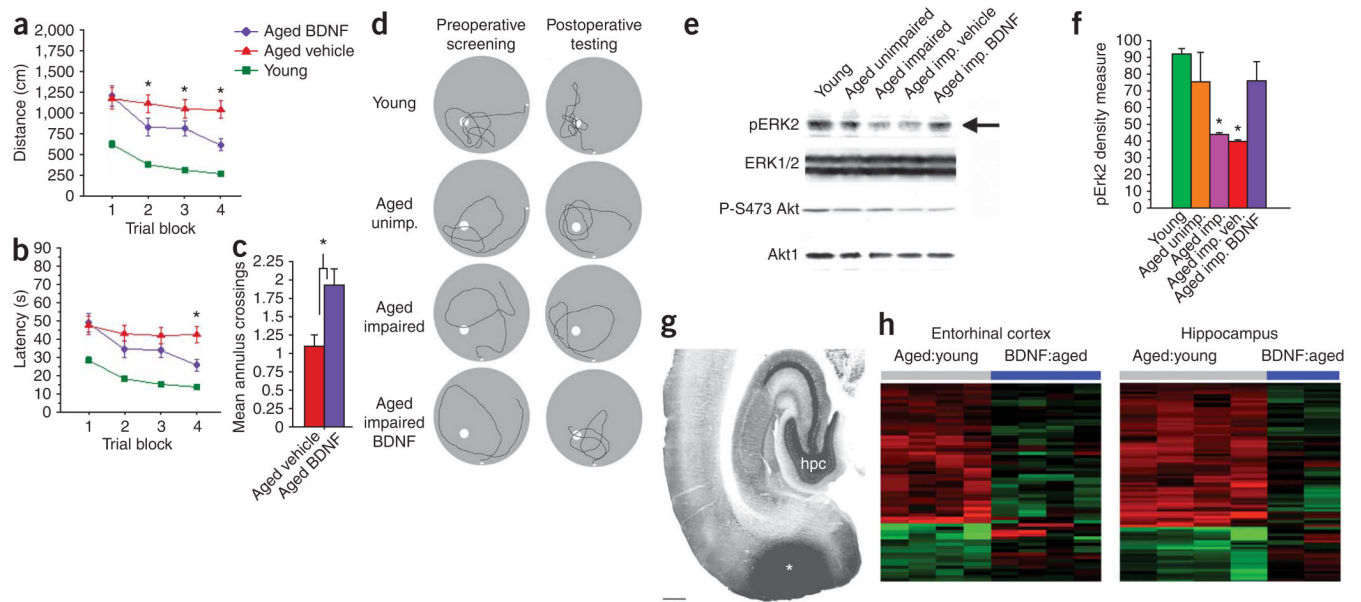 a
Distance (cm)
2,000
1,750
1,500
1,250
1,000
750
500
250
0
1 2 3 4
Trial block
* * *
Aged BDNF
Aged vehicle
Young
b
Latency (s)
90
80
70
60
50
40
30
20
10
0
1 2 3 4
Trial block
*
c
Mean annulus crossings
2.25
2
1.75
1.5
1.25
1
0.75
0.5
0.25
0
*
Aged vehicle
Aged BDNF
d
Preoperative
screening
Postoperative
testing
Young
Aged
unimp.
Aged
impaired
Aged
impaired
BDNF
e
Young
Aged unimpaired
Aged impaired
Aged imp. vehicle
Aged imp. BDNF
pERK2
ERK1/2
P-S473 Akt
Akt1
f
pErk2 density measure
100
90
80
70
60
50
40
30
20
10
0
* *
Young
Aged unimp.
Aged imp.
Aged imp. veh.
Aged imp. BDNF
g
hpc
*
h
Entorhinal cortex
Aged:young BDNF:aged
Hippocampus
Aged:young BDNF:aged